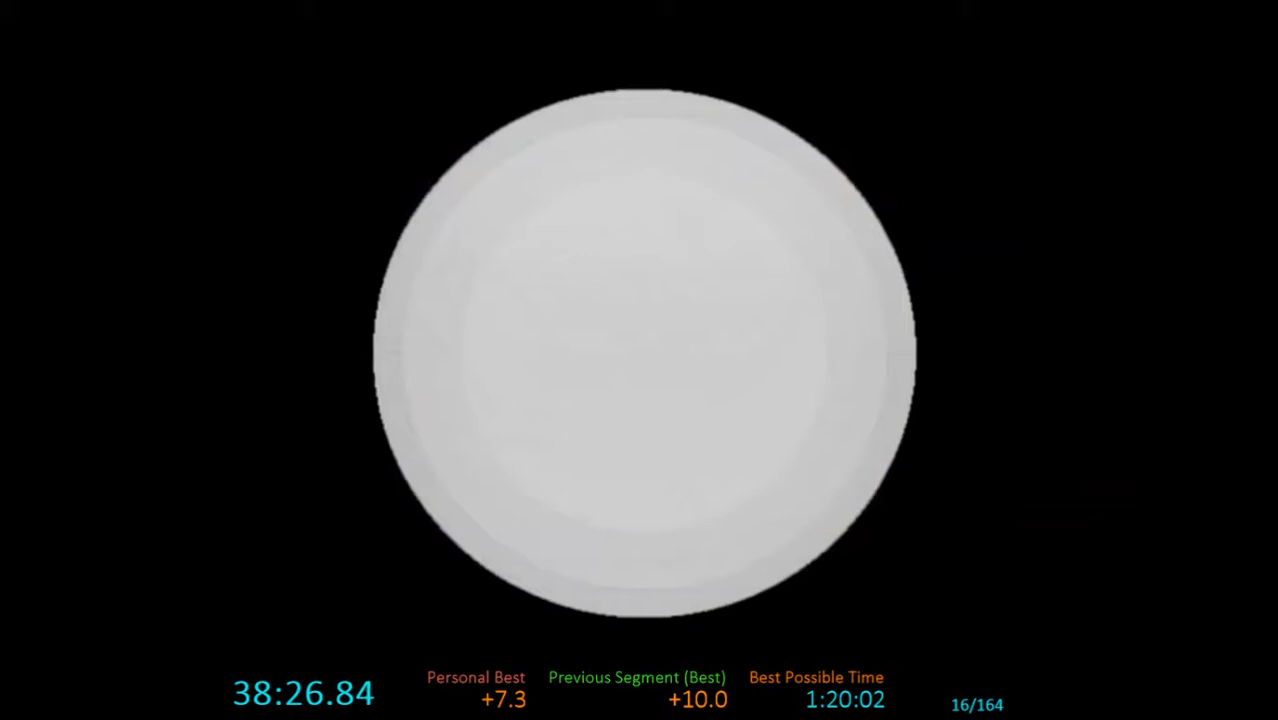 38:26.84
Personal Best
+7.3
Previous Segment (Best)
+10.0
Best Possible Time
1:20:02
16/164